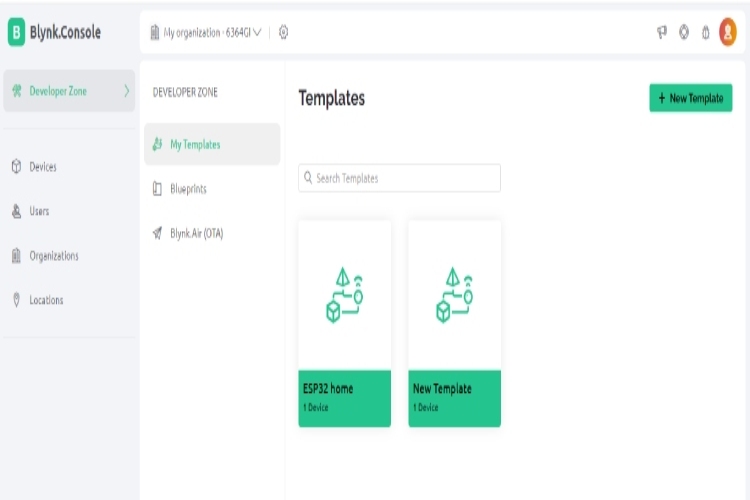 B Blynk.Console
My organization - 6364GI
Developer Zone
Devices
Users
Organizations
Locations
DEVELOPER ZONE
My Templates
Blueprints
Blynk.Air (OTA)
Templates
+ New Template
Search Templates
ESP32 home
1 Device
New Template
1 Device